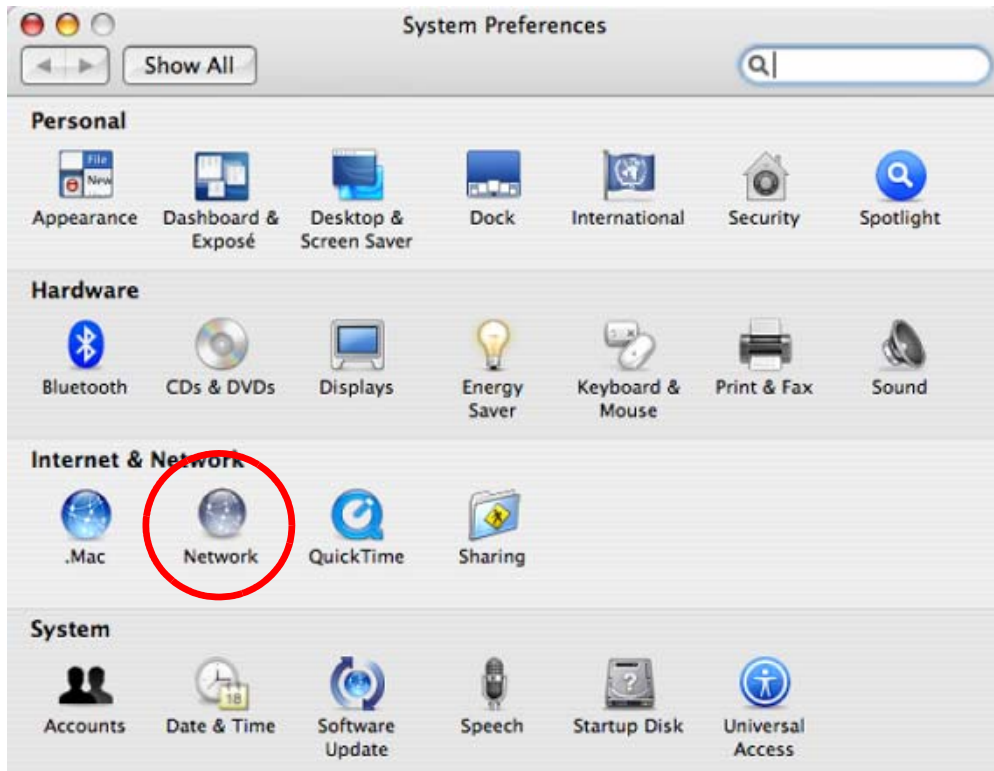 System Preferences
Show All
Personal
File
New
Appearance
Dashboard &
Exposé
Desktop &
Screen Saver
Dock
International
Security
Spotlight
Hardware
Bluetooth
CDs & DVDs
Displays
Energy
Saver
Keyboard &
Mouse
Print & Fax
Sound
Internet & Network
.Mac
Network
QuickTime
Sharing
System
18
?
Accounts
Date & Time
Software
Update
Speech
Startup Disk
Universal
Access